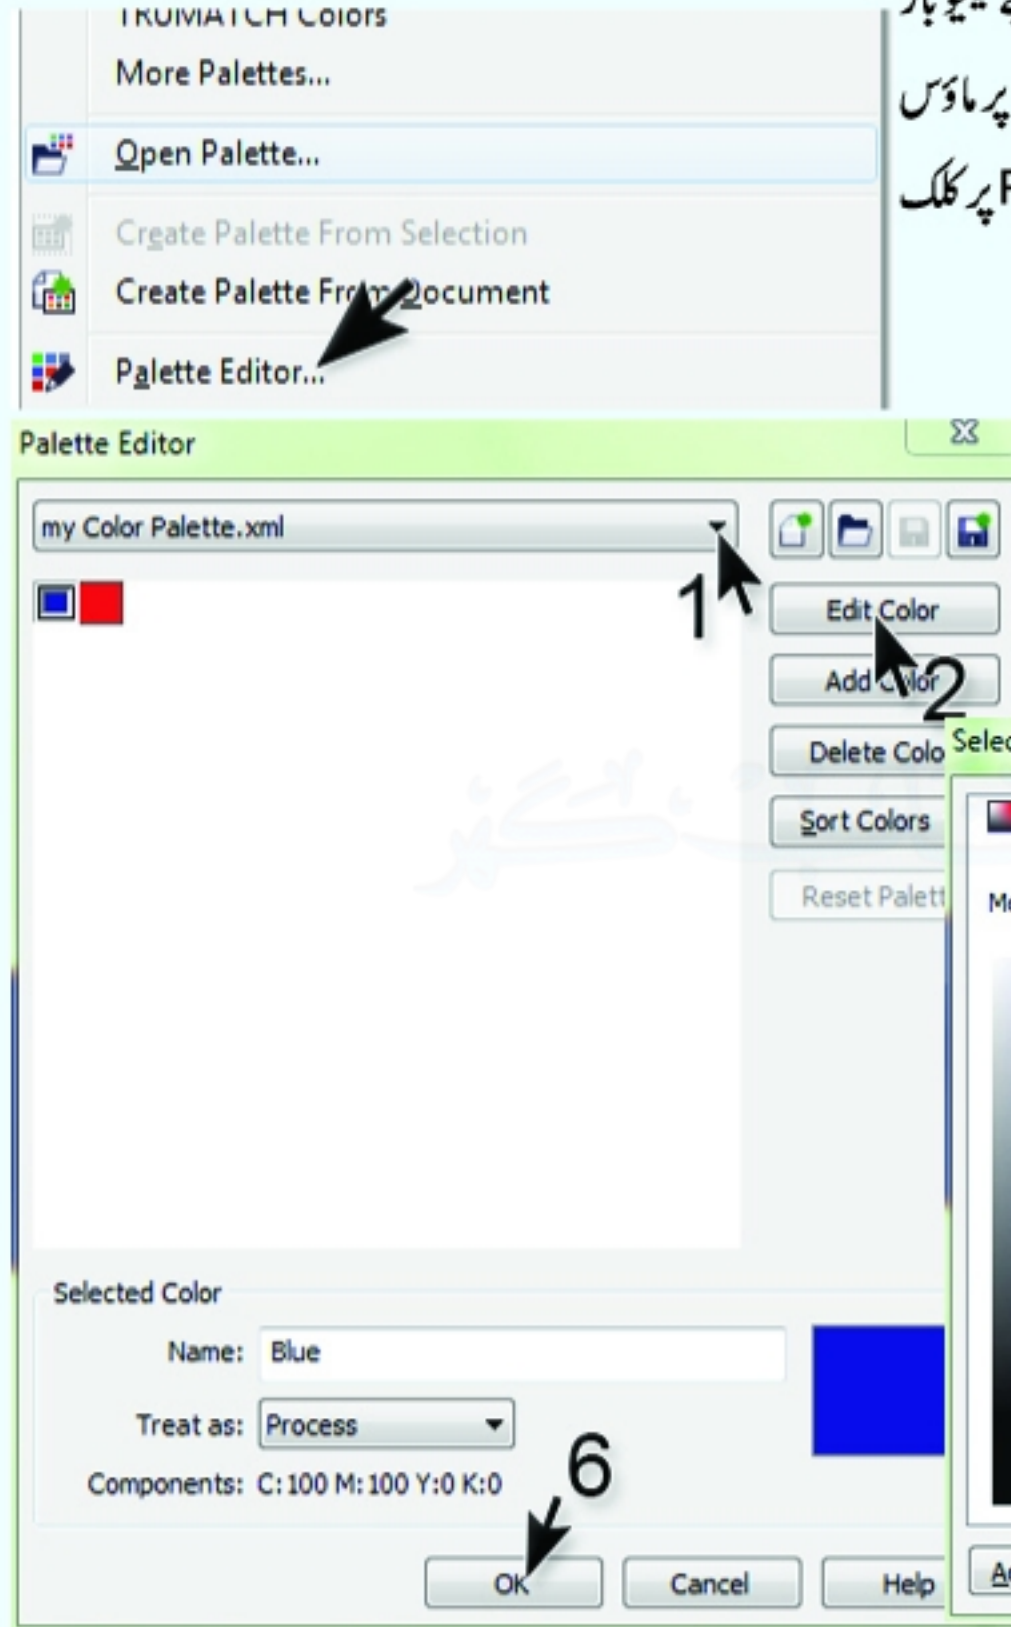 TRUMATCH Colors
More Palettes...
پر ماؤس
Open Palette...
پر کلک
Create Palette From Selection
Create Palette From Document
Palette Editor...
Palette Editor
my Color Palette.xml
1
Edit Color
2
Add Color
Delete Colo
Selec
Sort Colors
Reset Palett
Selected Color
Name: Blue
Treat as: Process
Components: C:100 M:100 Y:0 K:0
6
OK
Cancel
Help